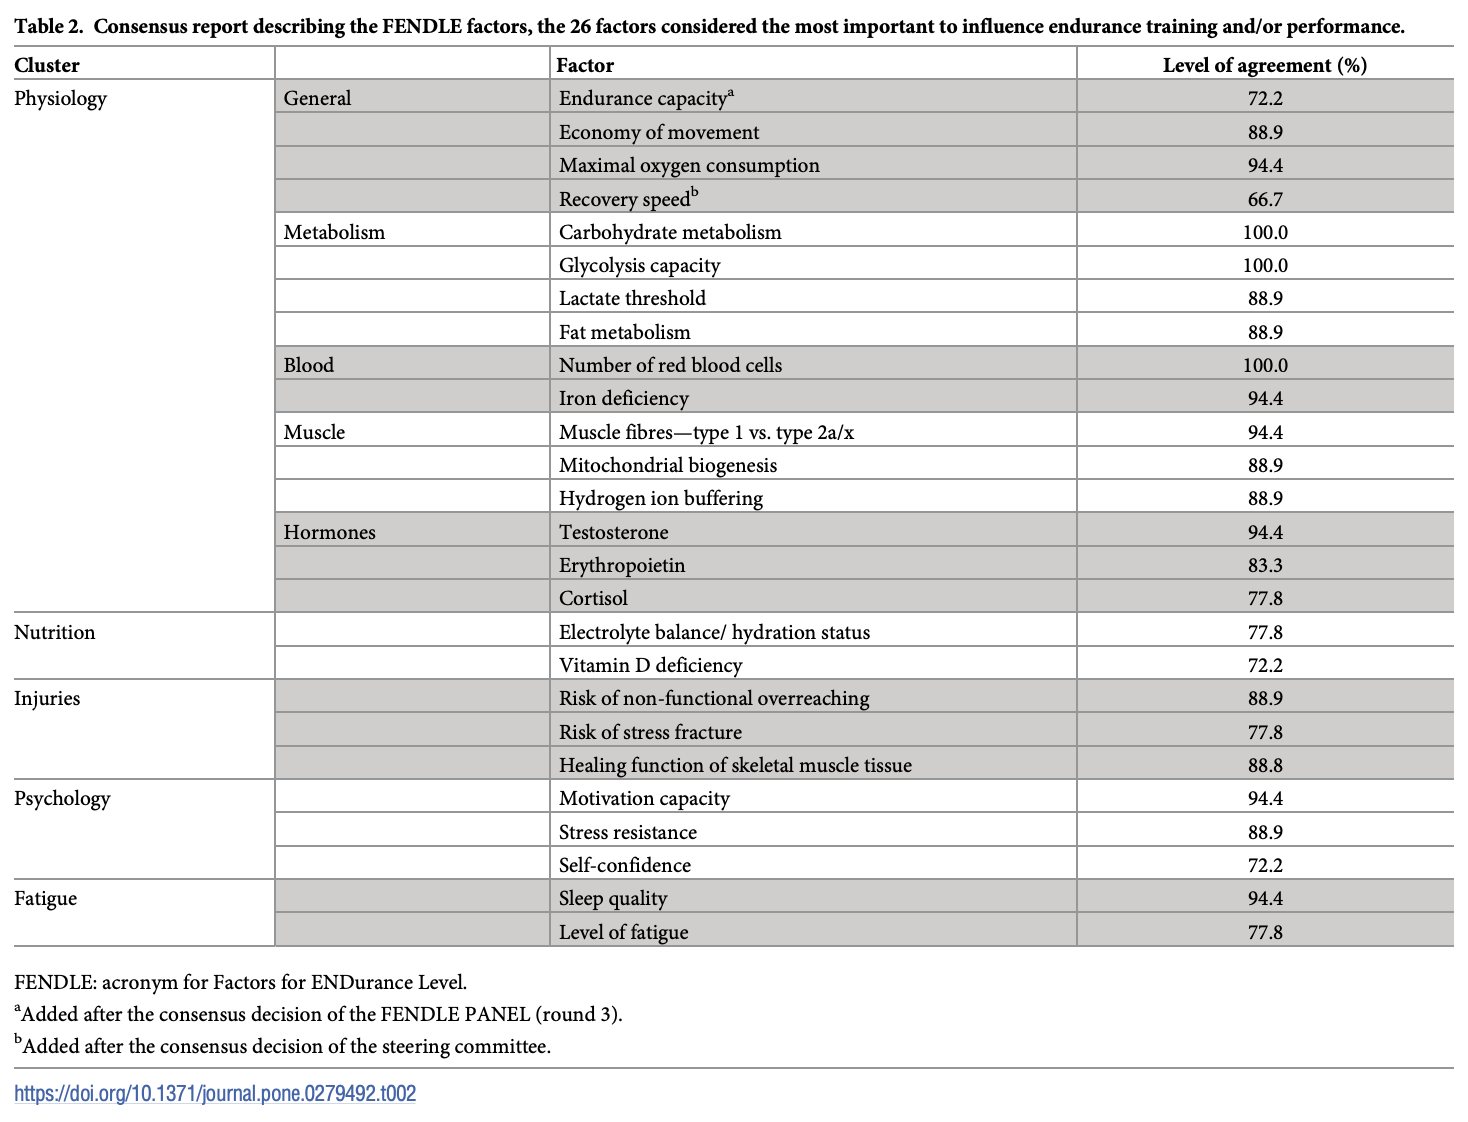 Table 2. Consensus report describing the FENDLE factors, the 26 factors considered the most important to influence endurance training and/or performance.
Cluster Factor Level of agreement (%)
Physiology General Endurance capacityᵃ 72.2
Economy of movement 88.9
Maximal oxygen consumption 94.4
Recovery speedᵇ 66.7
Metabolism Carbohydrate metabolism 100.0
Glycolysis capacity 100.0
Lactate threshold 88.9
Fat metabolism 88.9
Blood Number of red blood cells 100.0
Iron deficiency 94.4
Muscle Muscle fibres—type 1 vs. type 2a/x 94.4
Mitochondrial biogenesis 88.9
Hydrogen ion buffering 88.9
Hormones Testosterone 94.4
Erythropoietin 83.3
Cortisol 77.8
Nutrition Electrolyte balance/ hydration status 77.8
Vitamin D deficiency 72.2
Injuries Risk of non-functional overreaching 88.9
Risk of stress fracture 77.8
Healing function of skeletal muscle tissue 88.8
Psychology Motivation capacity 94.4
Stress resistance 88.9
Self-confidence 72.2
Fatigue Sleep quality 94.4
Level of fatigue 77.8
FENDLE: acronym for Factors for ENDurance Level.
ᵃAdded after the consensus decision of the FENDLE PANEL (round 3).
ᵇAdded after the consensus decision of the steering committee.
https://doi.org/10.1371/journal.pone.0279492.t002